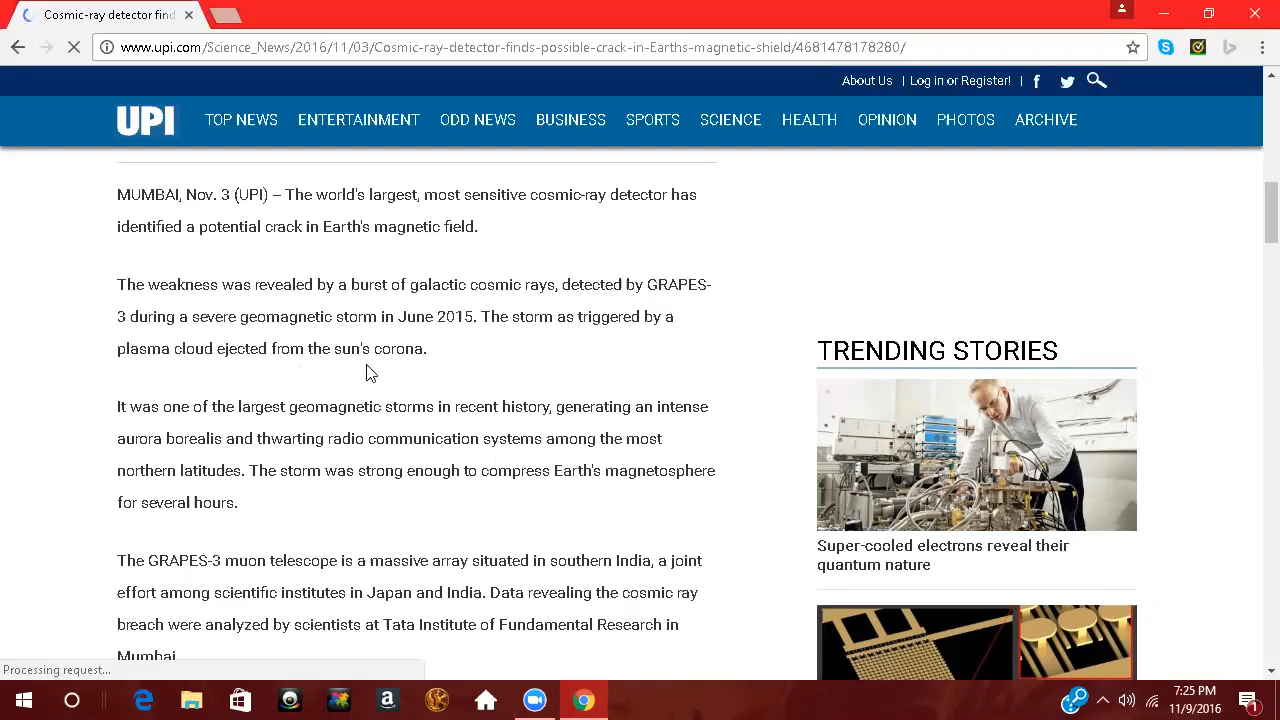 Cosmic-ray detector find
www.upi.com/Science_News/2016/11/03/Cosmic-ray-detector-finds-possible-crack-in-Earths-magnetic-shield/4681478178280/
About Us | Log in or Register! |
UPI TOP NEWS ENTERTAINMENT ODD NEWS BUSINESS SPORTS SCIENCE HEALTH OPINION PHOTOS ARCHIVE
MUMBAI, Nov. 3 (UPI) -- The world's largest, most sensitive cosmic-ray detector has
identified a potential crack in Earth's magnetic field.
The weakness was revealed by a burst of galactic cosmic rays, detected by GRAPES-
3 during a severe geomagnetic storm in June 2015. The storm as triggered by a
plasma cloud ejected from the sun's corona.
It was one of the largest geomagnetic storms in recent history, generating an intense
aurora borealis and thwarting radio communication systems among the most
northern latitudes. The storm was strong enough to compress Earth's magnetosphere
for several hours.
The GRAPES-3 muon telescope is a massive array situated in southern India, a joint
effort among scientific institutes in Japan and India. Data revealing the cosmic ray
breach were analyzed by scientists at Tata Institute of Fundamental Research in
Mumbai.
TRENDING STORIES
Super-cooled electrons reveal their
quantum nature
Processing request...
7:25 PM
11/9/2016
1